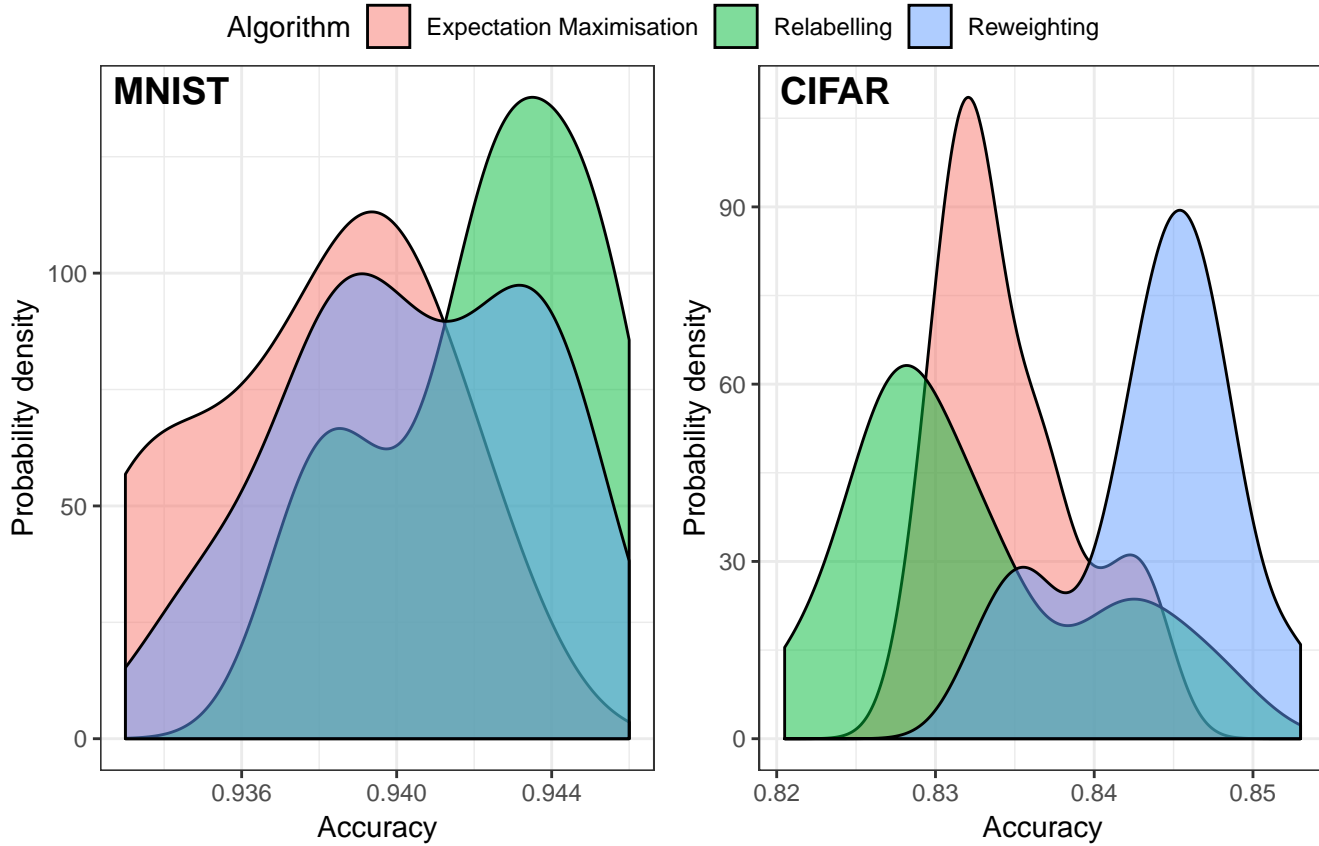 Algorithm Expectation Maximisation Relabelling Reweighting
MNIST
Probability density
100
50
0
0.936 0.940 0.944
Accuracy
CIFAR
Probability density
90
60
30
0
0.82 0.83 0.84 0.85
Accuracy